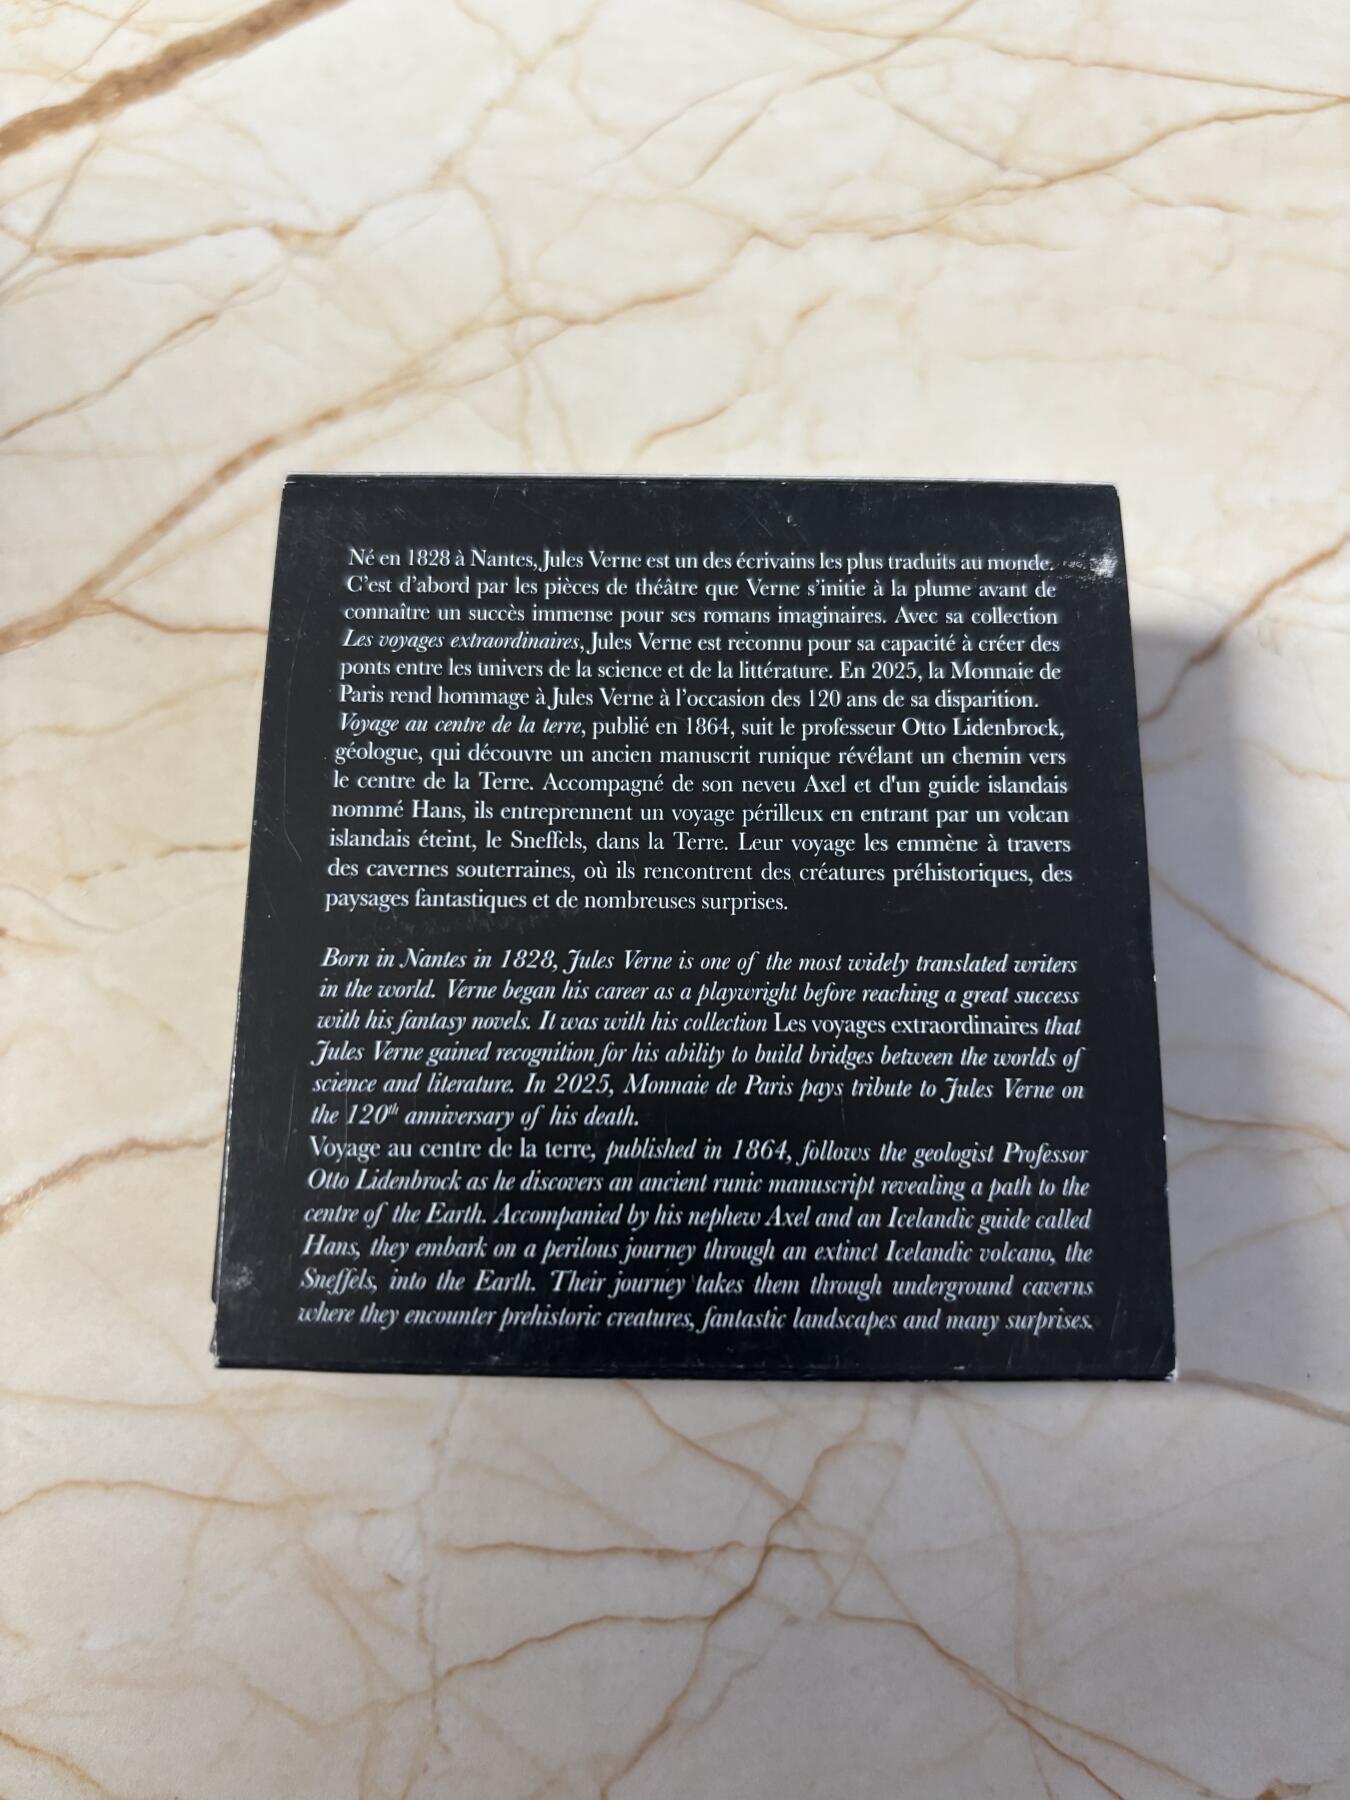 Né en 1828 à Nantes, Jules Verne est un des écrivains les plus traduits au monde.
C'est d'abord par les pièces de théâtre que Verne s'initie à la plume avant de
connaître un succès immense pour ses romans imaginaires. Avec sa collection
Les voyages extraordinaires, Jules Verne est reconnu pour sa capacité à créer des
ponts entre les univers de la science et de la littérature. En 2025, la Monnaie de
Paris rend hommage à Jules Verne à l'occasion des 120 ans de sa disparition.
Voyage au centre de la terre, publié en 1864, suit le professeur Otto Lidenbrock,
géologue, qui découvre un ancien manuscrit runique révélant un chemin vers
le centre de la Terre. Accompagné de son neveu Axel et d'un guide islandais
nommé Hans, ils entreprennent un voyage périlleux en entrant par un volcan
islandais éteint, le Sneffels, dans la Terre. Leur voyage les emmène à travers
des cavernes souterraines, où ils rencontrent des créatures préhistoriques, des
paysages fantastiques et de nombreuses surprises.
Born in Nantes in 1828, Jules Verne is one of the most widely translated writers
in the world. Verne began his career as a playwright before reaching a great success
with his fantasy novels. It was with his collection Les voyages extraordinaires that
Jules Verne gained recognition for his ability to build bridges between the worlds of
science and literature. In 2025, Monnaie de Paris pays tribute to Jules Verne on
the 120th anniversary of his death.
Voyage au centre de la terre, published in 1864, follows the geologist Professor
Otto Lidenbrock as he discovers an ancient runic manuscript revealing a path to the
centre of the Earth. Accompanied by his nephew Axel and an Icelandic guide called
Hans, they embark on a perilous journey through an extinct Icelandic volcano, the
Sneffels, into the Earth. Their journey takes them through underground caverns
where they encounter prehistoric creatures, fantastic landscapes and many surprises.